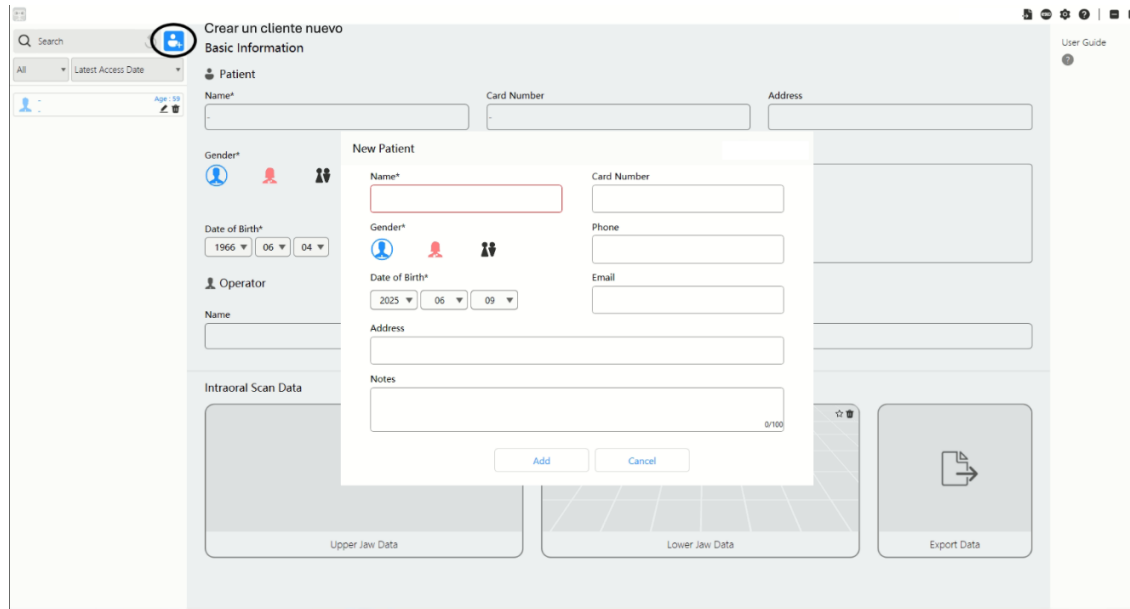 Search
All
Latest Access Date
Age : 59
-
:
Crear un cliente nuevo
Basic Information
Patient
Name*
Card Number
Address
-
-
Gender*
Date of Birth*
1966 06 04
Operator
Name
Intraoral Scan Data
Upper Jaw Data
Lower Jaw Data
Export Data
New Patient
Name*
Card Number
Gender*
Phone
Date of Birth*
Email
2025 06 09
Address
Notes
0/100
Add
Cancel
User Guide
?